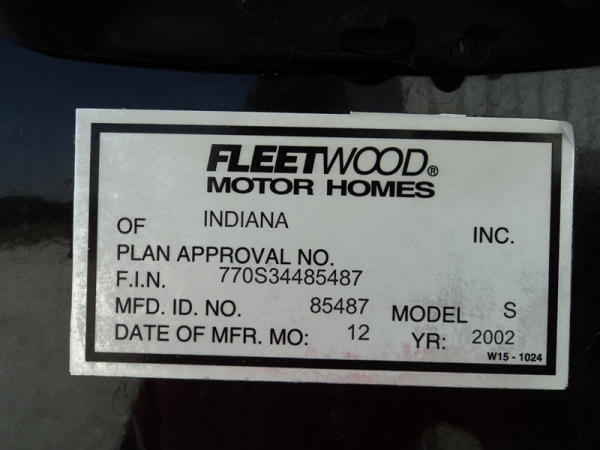 FLEETWOOD®
MOTOR HOMES
OF INDIANA INC.
PLAN APPROVAL NO.
F.I.N. 770S34485487
MFD. ID. NO. 85487 MODEL S
DATE OF MFR. MO: 12 YR: 2002
W15 - 1024